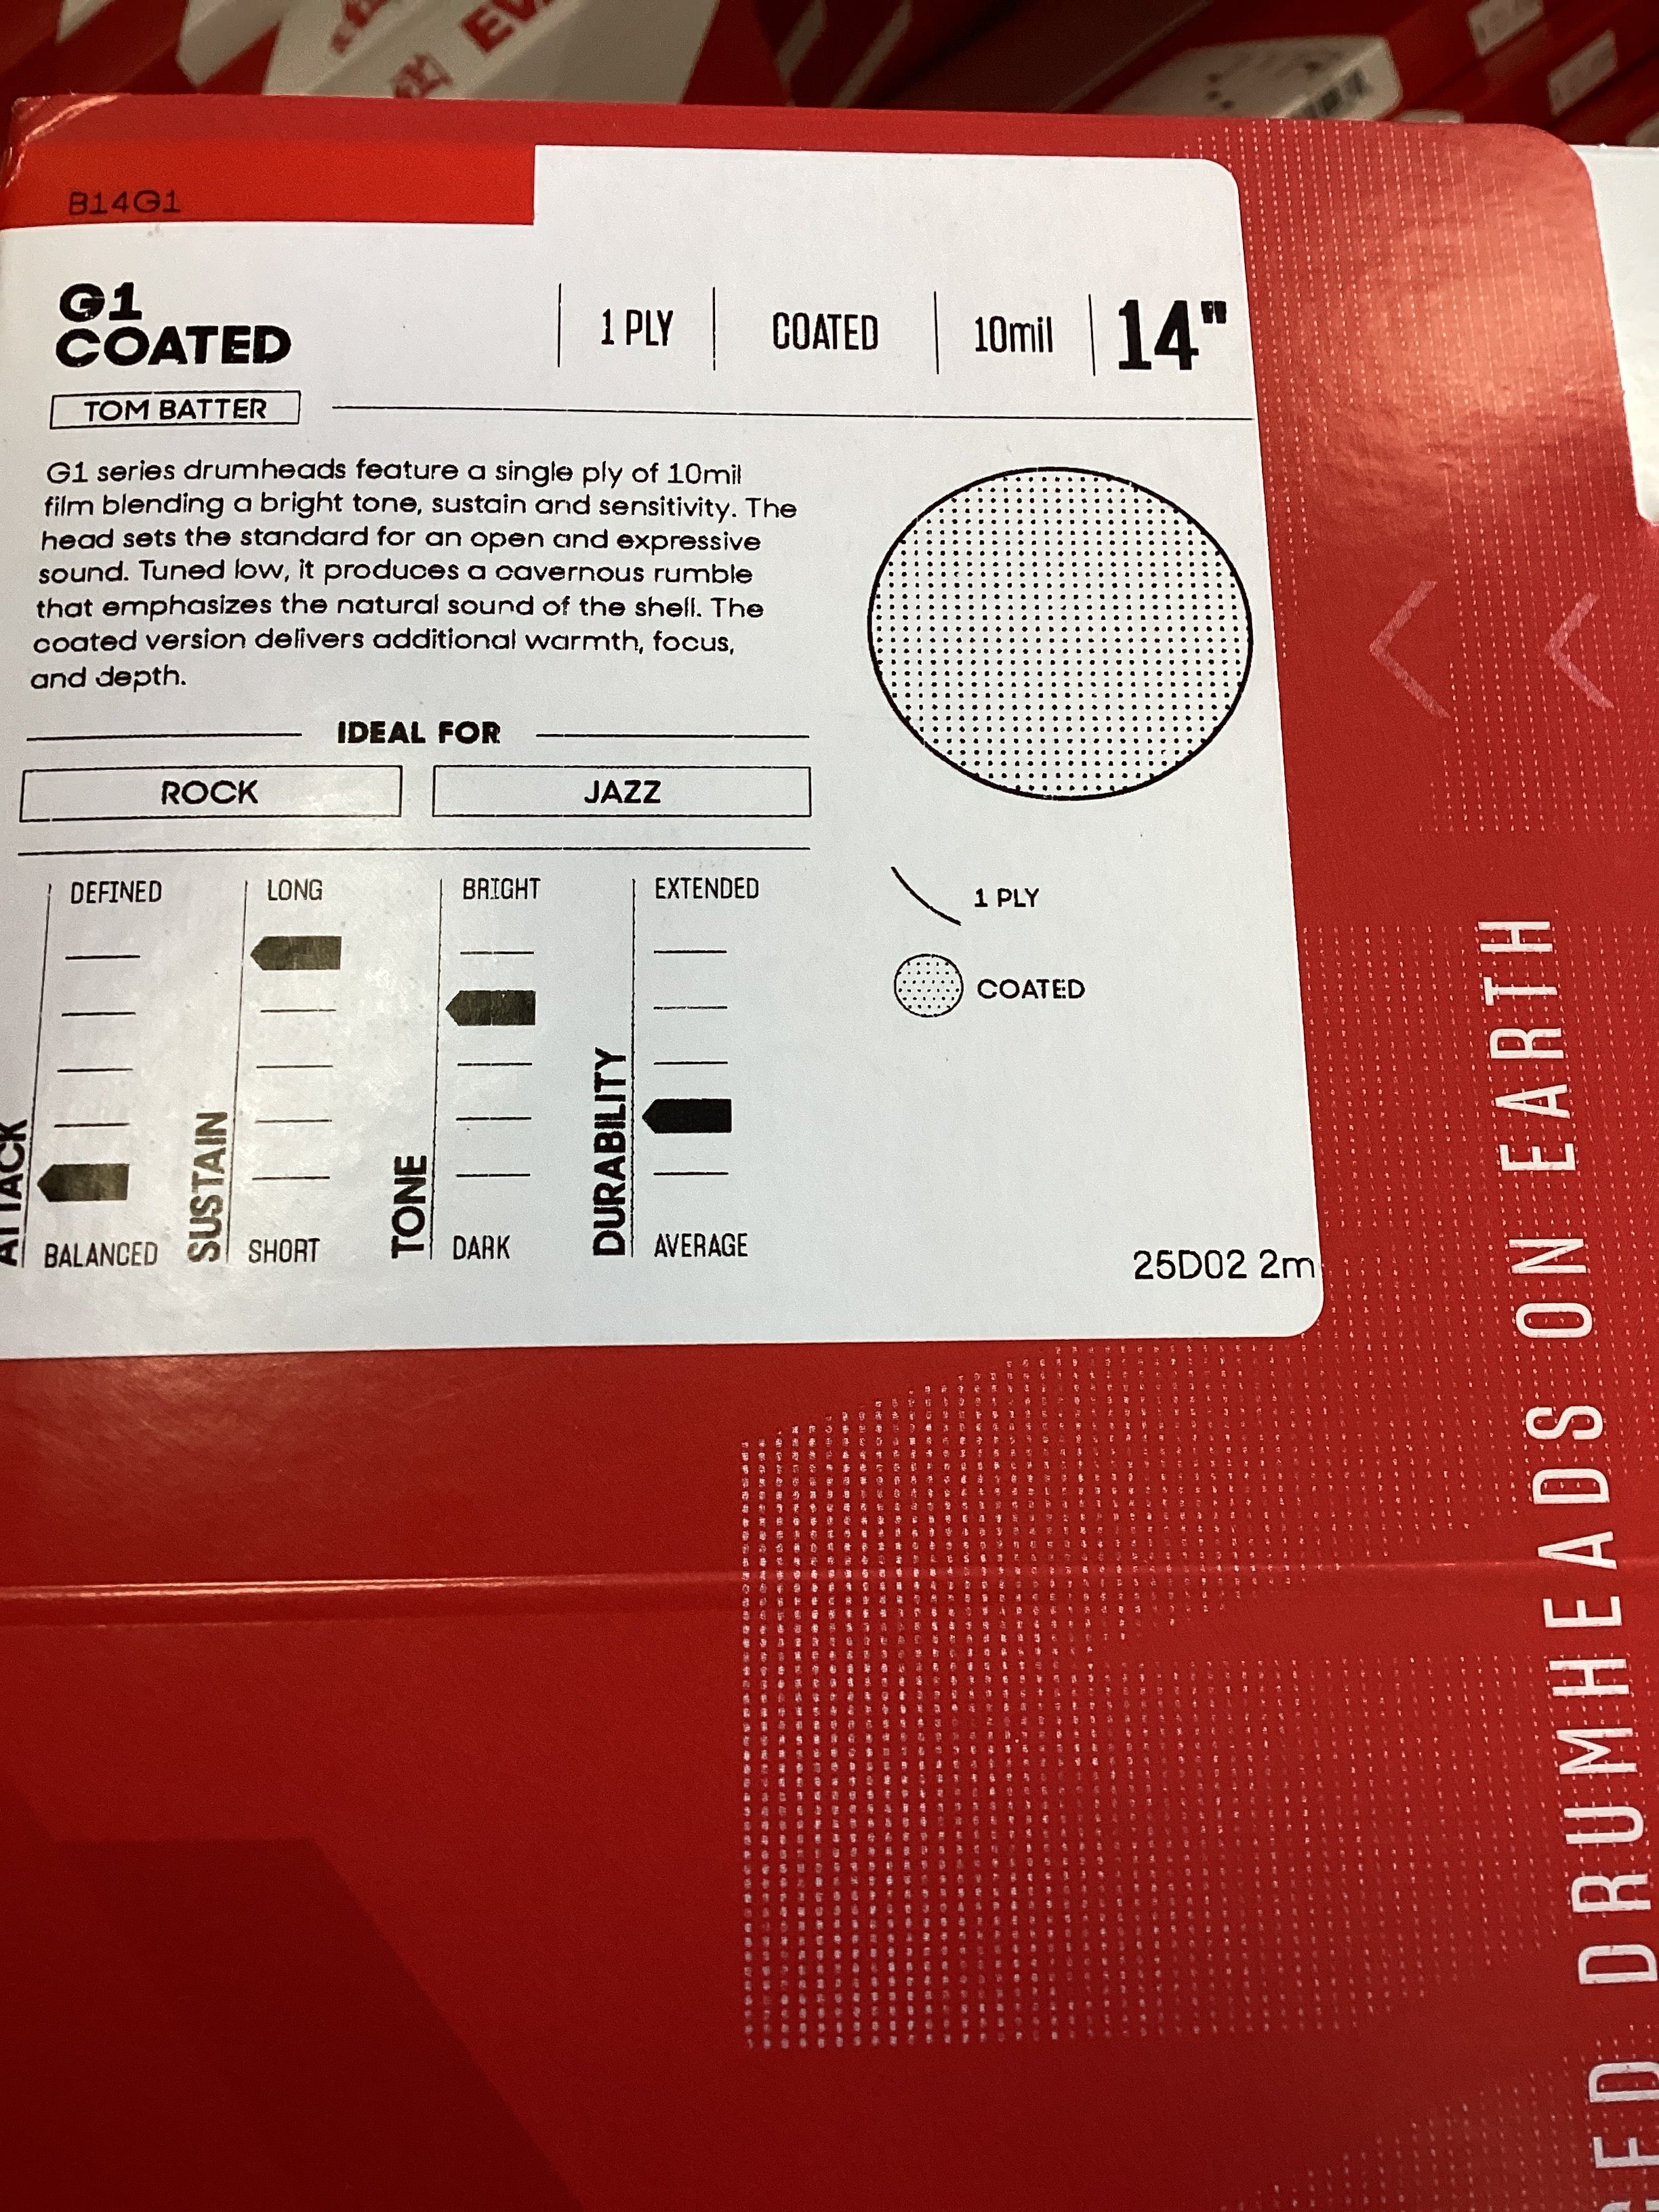 EV
B14G1
G1
COATED
1 PLY
COATED
10mil
14"
TOM BATTER
G1 series drumheads feature a single ply of 10mil
film blending a bright tone, sustain and sensitivity. The
head sets the standard for an open and expressive
sound. Tuned low, it produces a cavernous rumble
that emphasizes the natural sound of the shell. The
coated version delivers additional warmth, focus,
and depth.
IDEAL FOR
ROCK
JAZZ
ATTACK
DEFINED
BALANCED
SUSTAIN
LONG
SHORT
TONE
BRIGHT
DARK
DURABILITY
EXTENDED
AVERAGE
1 PLY
COATED
25D02 2m
DRUMHEADS ON EARTH